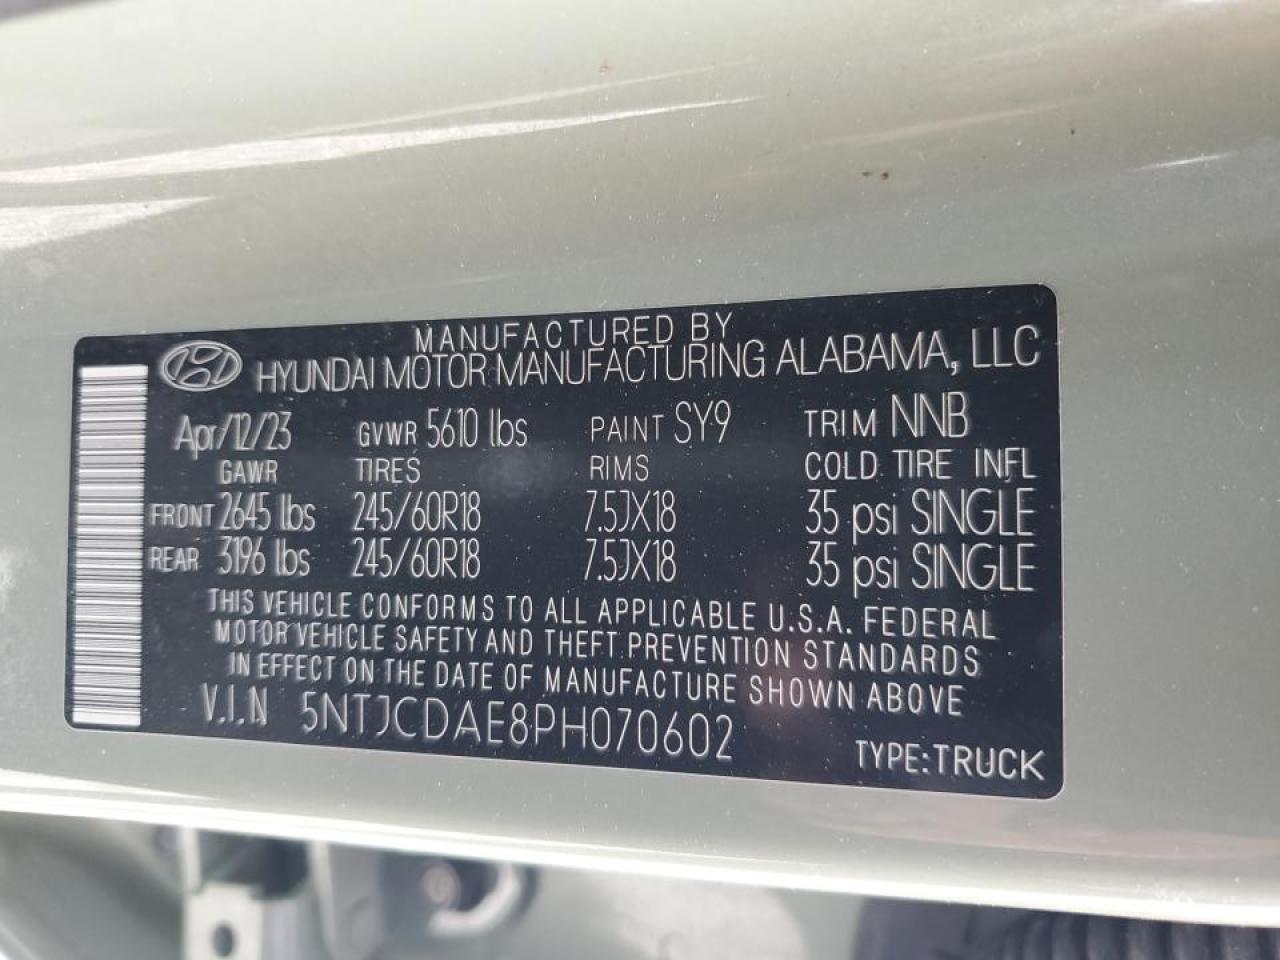 MANUFACTURED BY
HYUNDAI MOTOR MANUFACTURING ALABAMA, LLC
Apr/12/23 GVWR 5610 lbs PAINT SY9 TRIM NNB
GAWR TIRES RIMS COLD TIRE INFL
FRONT 2645 lbs 245/60R18 7.5JX18 35 psi SINGLE
REAR 3196 lbs 245/60R18 7.5JX18 35 psi SINGLE
THIS VEHICLE CONFORMS TO ALL APPLICABLE U.S.A. FEDERAL
MOTOR VEHICLE SAFETY AND THEFT PREVENTION STANDARDS
IN EFFECT ON THE DATE OF MANUFACTURE SHOWN ABOVE
V.I.N 5NTJCDAE8PH070602
TYPE:TRUCK